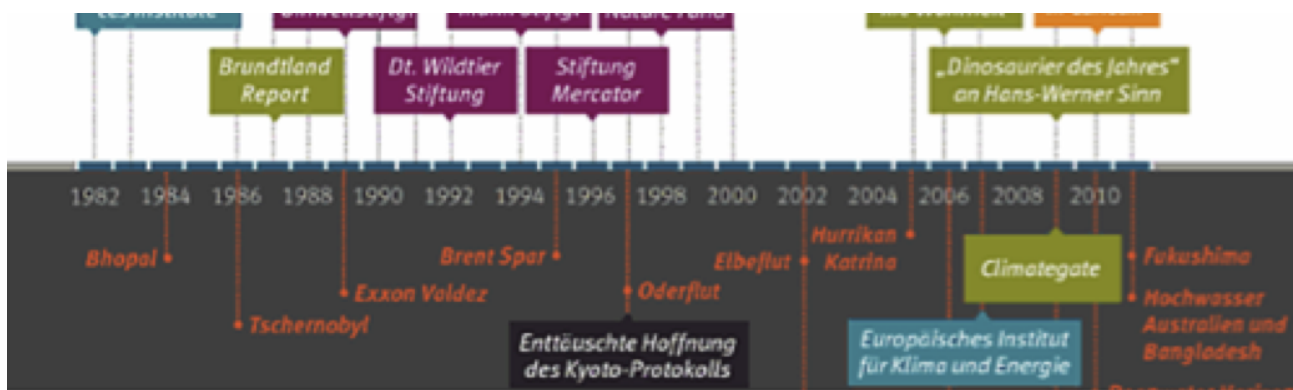 Brundtland
Report
Dt. Wildtier
Stiftung
Stiftung
Mercator
„Dinosaurier des Jahres“
an Hans-Werner Sinn
1982 1984 1986 1988 1990 1992 1994 1996 1998 2000 2002 2004 2006 2008 2010
Bhopal
Tschernobyl
Exxon Valdez
Brent Spar
Oderflut
Elbeflut
Hurrikan
Katrina
Climategate
Fukushima
Hochwasser
Australien und
Bangladesh
Enttäuschte Hoffnung
des Kyoto-Protokolls
Europäisches Institut
für Klima und Energie